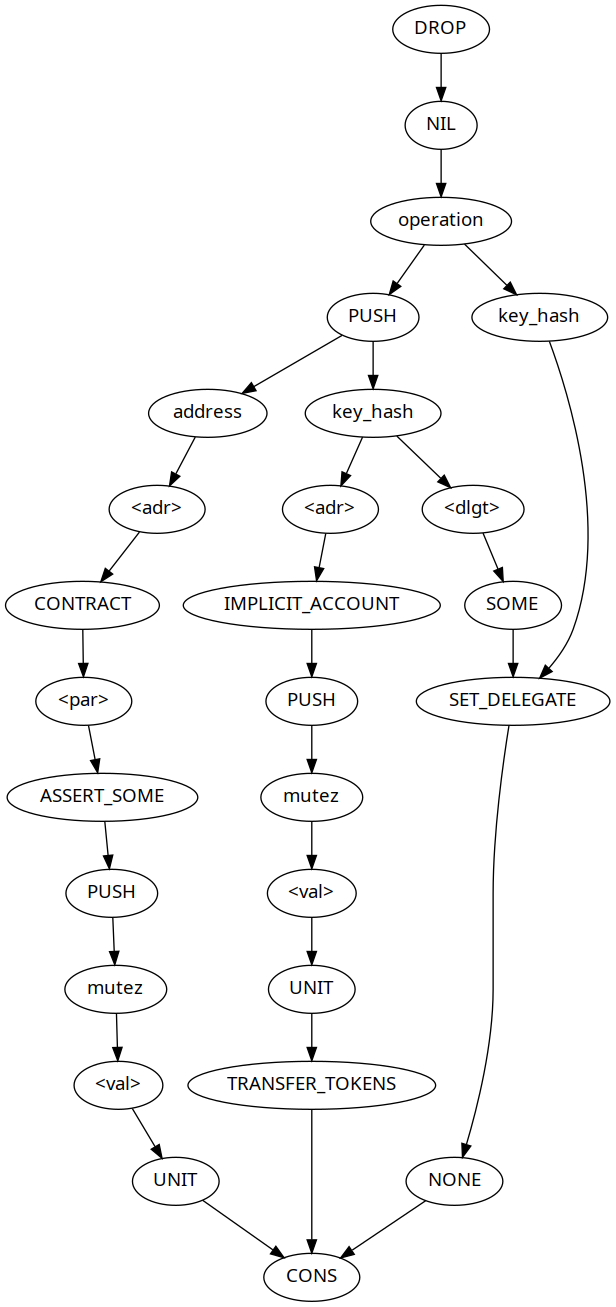 DROP
NIL
operation
PUSH
key_hash
address
key_hash
<adr>
<adr>
<dlgt>
CONTRACT
IMPLICIT_ACCOUNT
SOME
<par>
PUSH
SET_DELEGATE
ASSERT_SOME
mutez
PUSH
<val>
mutez
UNIT
<val>
TRANSFER_TOKENS
UNIT
NONE
CONS